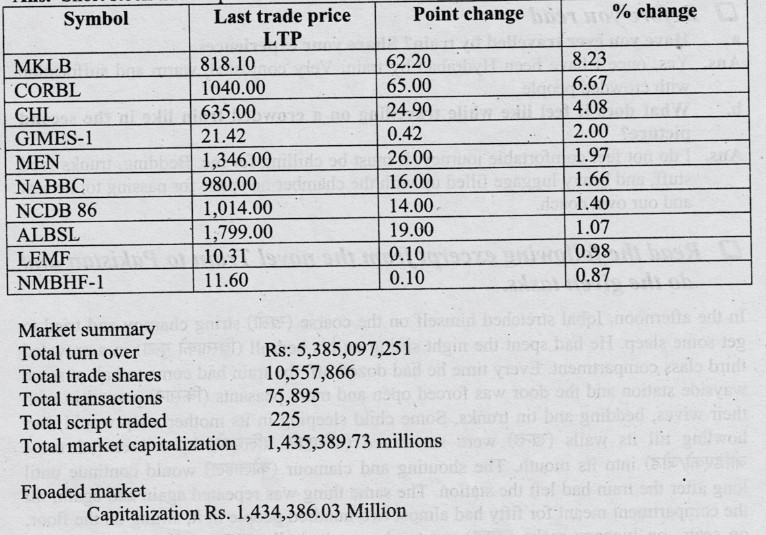 Symbol Last trade price LTP Point change % change
MKLB 818.10 62.20 8.23
CORBL 1040.00 65.00 6.67
CHL 635.00 24.90 4.08
GIMES-1 21.42 0.42 2.00
MEN 1,346.00 26.00 1.97
NABBC 980.00 16.00 1.66
NCDB 86 1,014.00 14.00 1.40
ALBSL 1,799.00 19.00 1.07
LEMF 10.31 0.10 0.98
NMBHF-1 11.60 0.10 0.87
Market summary
Total turn over Rs: 5,385,097,251
Total trade shares 10,557,866
Total transactions 75,895
Total script traded 225
Total market capitalization 1,435,389.73 millions
Floaded market
Capitalization Rs. 1,434,386.03 Million